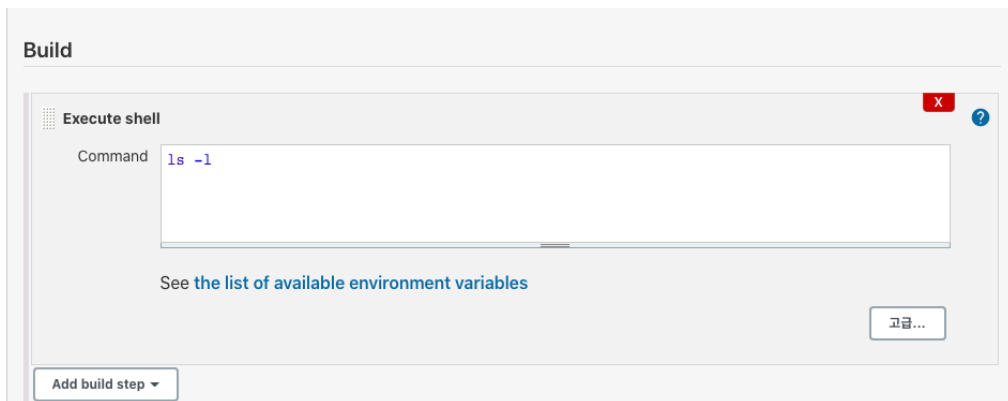 Build
X
Execute shell
?
Command
ls -l
See the list of available environment variables
고급...
Add build step